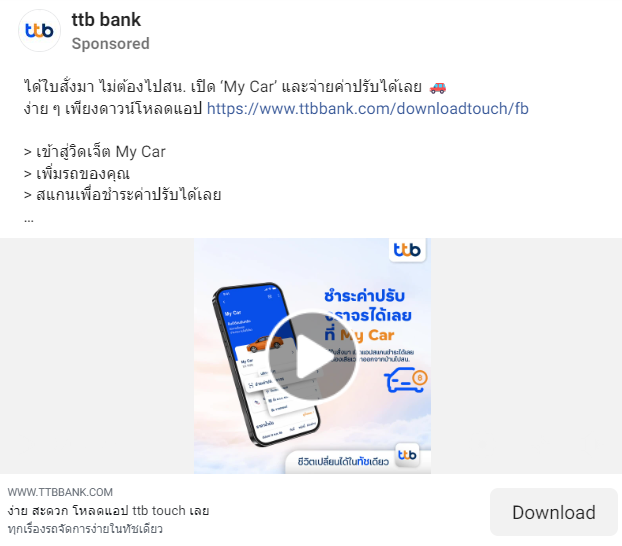 ttb
ttb bank
Sponsored
ได้ใบสั่งมา ไม่ต้องไปสน. เปิด ‘My Car’ และจ่ายค่าปรับได้เลย 🚗
ง่าย ๆ เพียงดาวน์โหลดแอป https://www.ttbbank.com/downloadtouch/fb
> เข้าสู่วิดเจ็ต My Car
> เพิ่มรถของคุณ
> สแกนเพื่อชำระค่าปรับได้เลย
...
ttb
ชำระค่าปรับ
จราจรได้เลย
ที่ My Car
My Car
My Car
ชีวิตเปลี่ยนได้ในทัชเดียว
ttb
WWW.TTBBANK.COM
ง่าย สะดวก โหลดแอป ttb touch เลย
ทุกเรื่องรถจัดการง่ายในทัชเดียว
Download